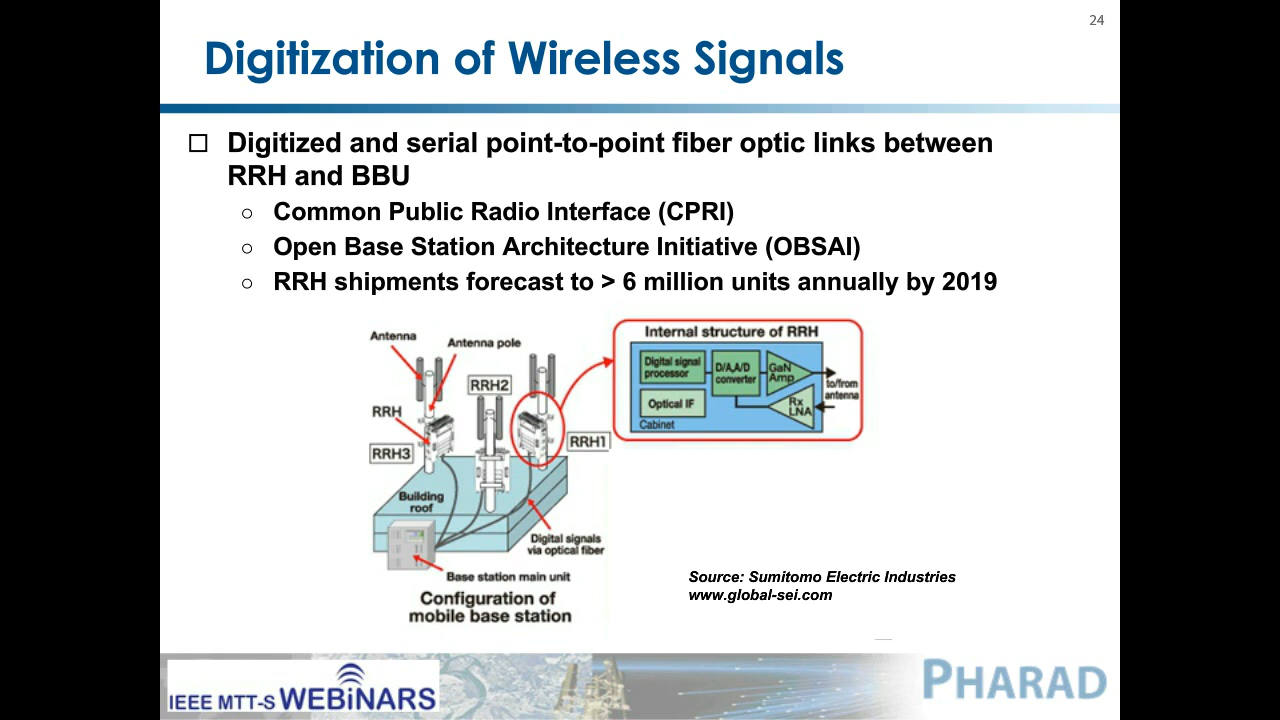 24
Digitization of Wireless Signals
Digitized and serial point-to-point fiber optic links between
RRH and BBU
Common Public Radio Interface (CPRI)
Open Base Station Architecture Initiative (OBSAI)
RRH shipments forecast to > 6 million units annually by 2019
Antenna
Antenna pole
RRH2
RRH
RRH3
RRH1
Building
roof
Digital signals
via optical fiber
Base station main unit
Configuration of
mobile base station
Internal structure of RRH
Digital signal
processor
D/A,A/D
converter
GaN
Amp
to/from
antenna
Optical IF
Rx
LNA
Cabinet
Source: Sumitomo Electric Industries
www.global-sei.com
IEEE MTT-S WEBiNARS
PHARAD